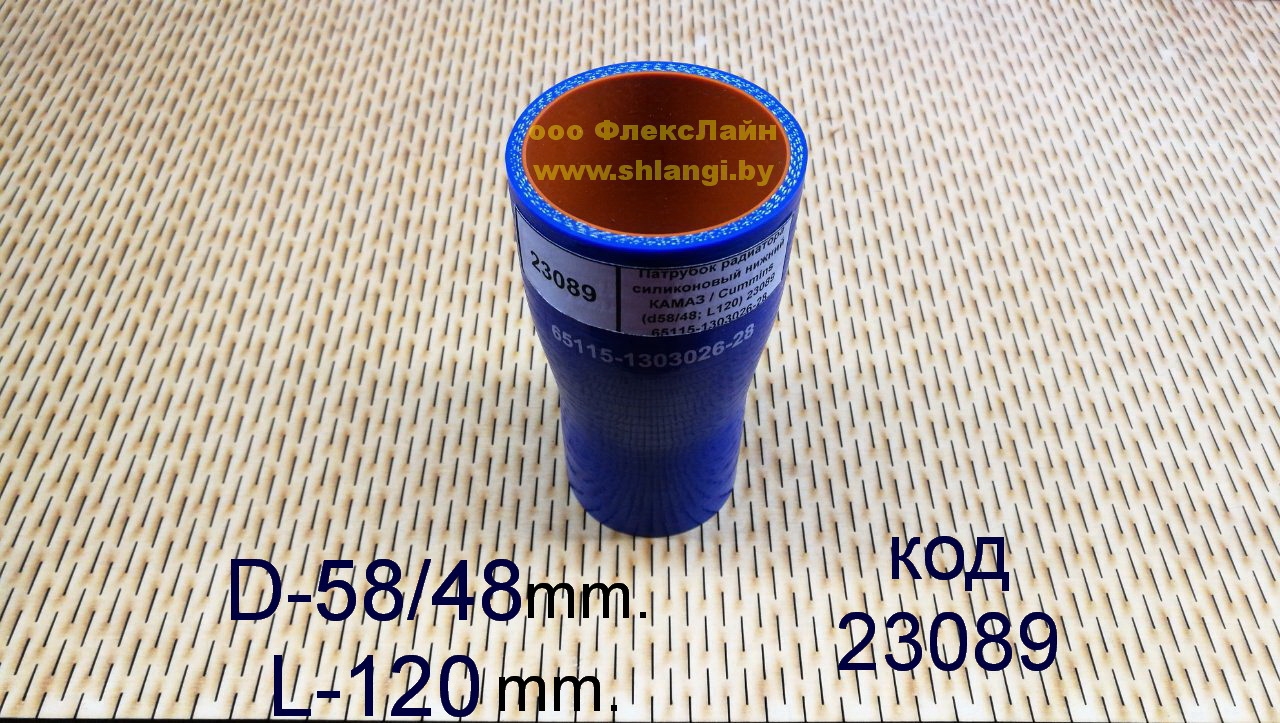 ооо ФлексЛайн
www.shlangi.by
23089
Патрубок радиатора
силиконовый нижний
КАМАЗ / Cummins
(d58/48; L120) 23089
65115-1303026-28
65115-1303026-28
D-58/48mm.
L-120 mm.
код
23089